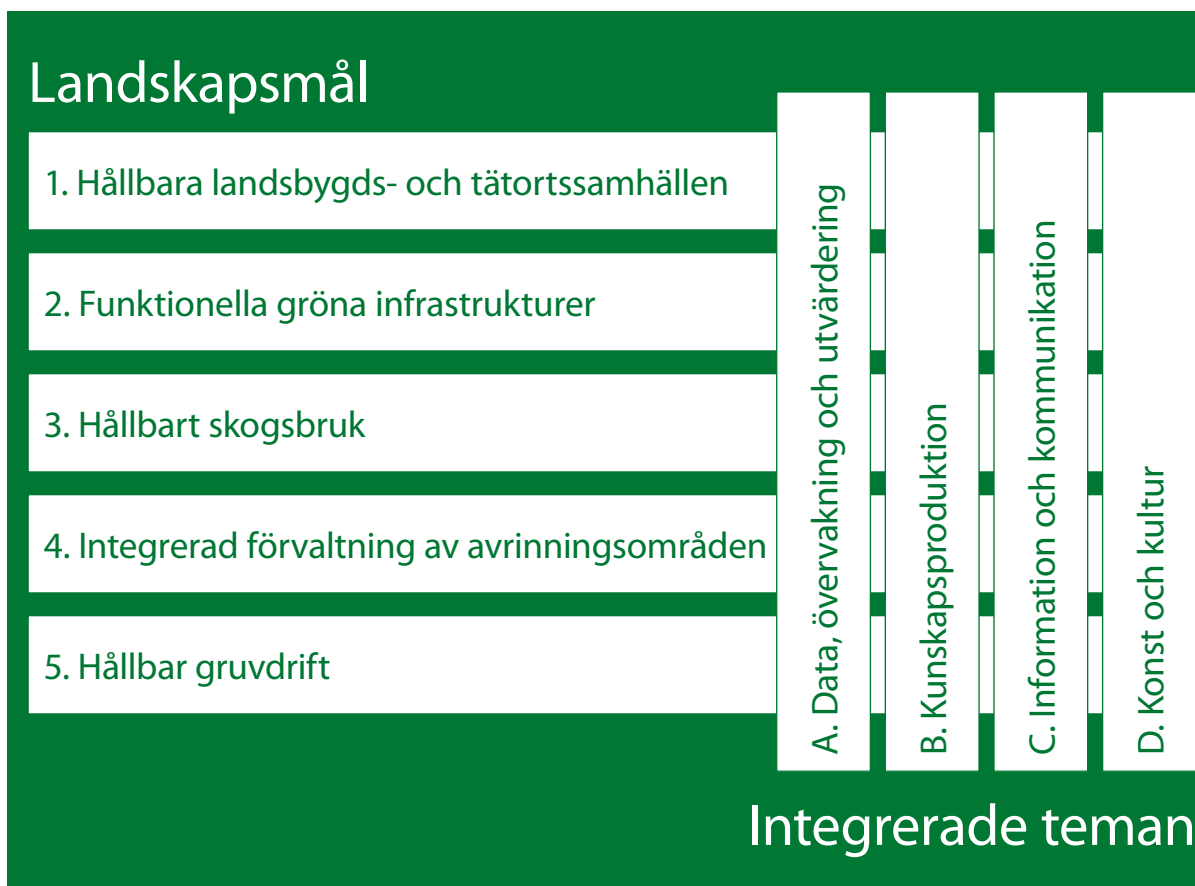 Landskapsmål
1. Hållbara landsbygds- och tätortssamhällen
2. Funktionella gröna infrastrukturer
3. Hållbart skogsbruk
4. Integrerad förvaltning av avrinningsområden
5. Hållbar gruvdrift
A. Data, övervakning och utvärdering
B. Kunskapsproduktion
C. Information och kommunikation
D. Konst och kultur
Integrerade teman